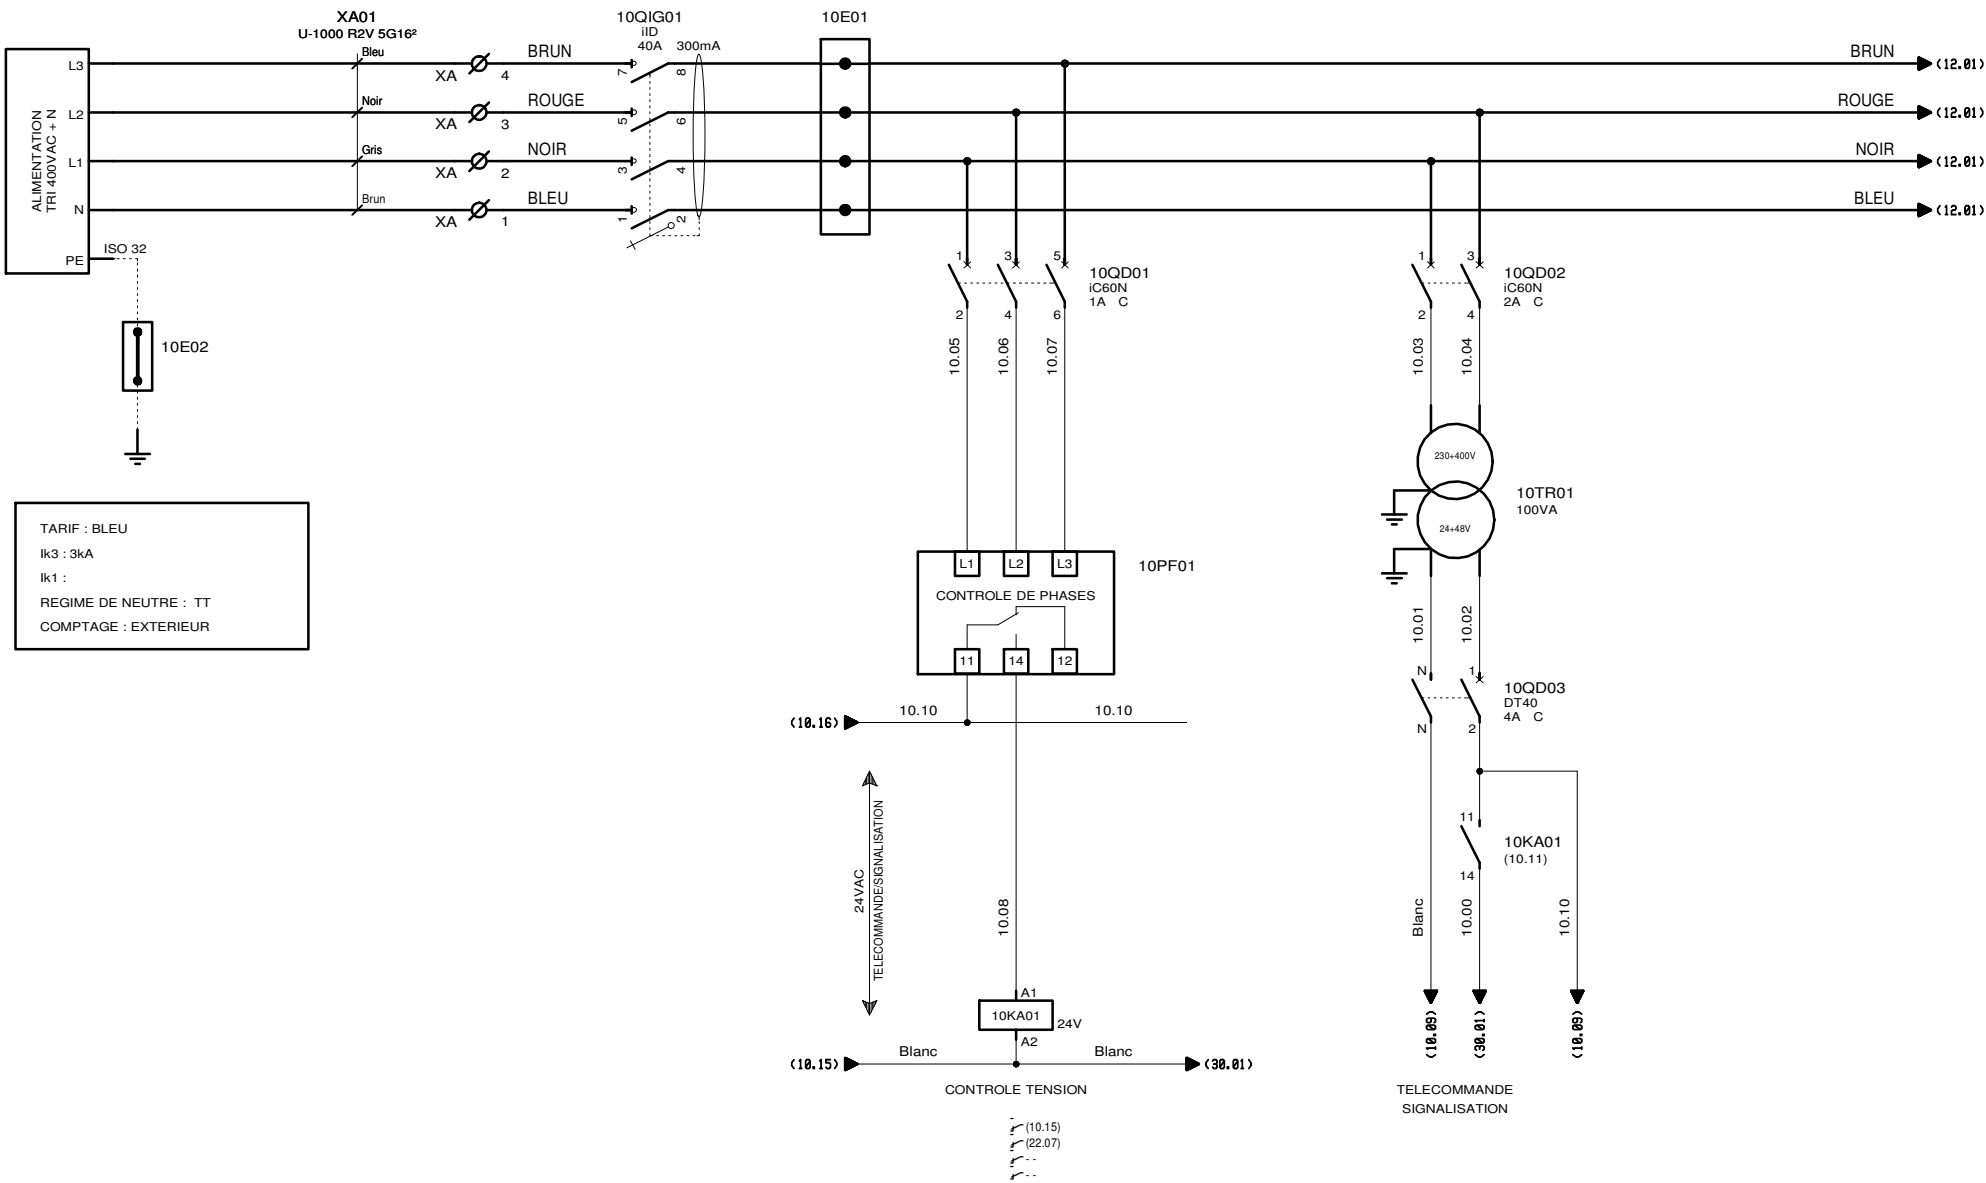 XA01
U-1000 R2V 5G16²
10QIG01
iID
40A 300mA
10E01
ALIMENTATION
TRI 400VAC + N
L3
Bleu
XA
4
BRUN
7
8
BRUN
(12.01)
L2
Noir
XA
3
ROUGE
5
6
ROUGE
(12.01)
L1
Gris
XA
2
NOIR
3
4
NOIR
(12.01)
N
Brun
XA
1
BLEU
1
2
BLEU
(12.01)
PE
ISO 32
10E02
1 3 5
10QD01
iC60N
1A C
2 4 6
10.05 10.06 10.07
1 3
10QD02
iC60N
2A C
2 4
10.03 10.04
230+400V
24+48V
10TR01
100VA
TARIF : BLEU
Ik3 : 3kA
Ik1 :
REGIME DE NEUTRE : TT
COMPTAGE : EXTERIEUR
L1 L2 L3
10PF01
CONTROLE DE PHASES
11 14 12
10.01 10.02
N 1
10QD03
DT40
4A C
N 2
(10.16) 10.10 10.10
24VAC
TELECOMMANDE/SIGNALISATION
10.08
11
10KA01
(10.11)
14
Blanc 10.00 10.10
A1
10KA01
24V
A2
(10.09) (30.01) (10.09)
(10.15) Blanc Blanc (30.01)
CONTROLE TENSION
TELECOMMANDE
SIGNALISATION
(10.15)
(22.07)
- -
- -